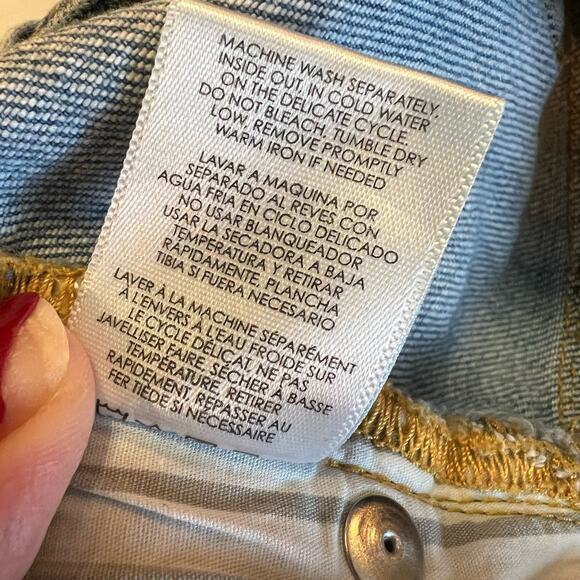 MACHINE WASH SEPARATELY,
INSIDE OUT, IN COLD WATER
ON THE DELICATE CYCLE.
DO NOT BLEACH. TUMBLE DRY
LOW, REMOVE PROMPTLY
WARM IRON IF NEEDED
LAVAR A MAQUINA POR
SEPARADO AL REVES CON
AGUA FRIA EN CICLO DELICADO
NO USAR BLANQUEADOR
USAR LA SECADORA A BAJA
TEMPERATURA Y RETIRAR
RÁPIDAMENTE, PLANCHA
TIBIA SI FUERA NECESARIO
LAVER À LA MACHINE SÉPARÉMENT
À L'ENVERS À L'EAU FROIDE SUR
LE CYCLE DÉLICAT. NE PAS
JAVELLISER FAIRE, SÉCHER À BASSE
TEMPÉRATURE, RETIRER
RAPIDEMENT, REPASSER AU
FER TIÈDE SI NÉCESSAIRE